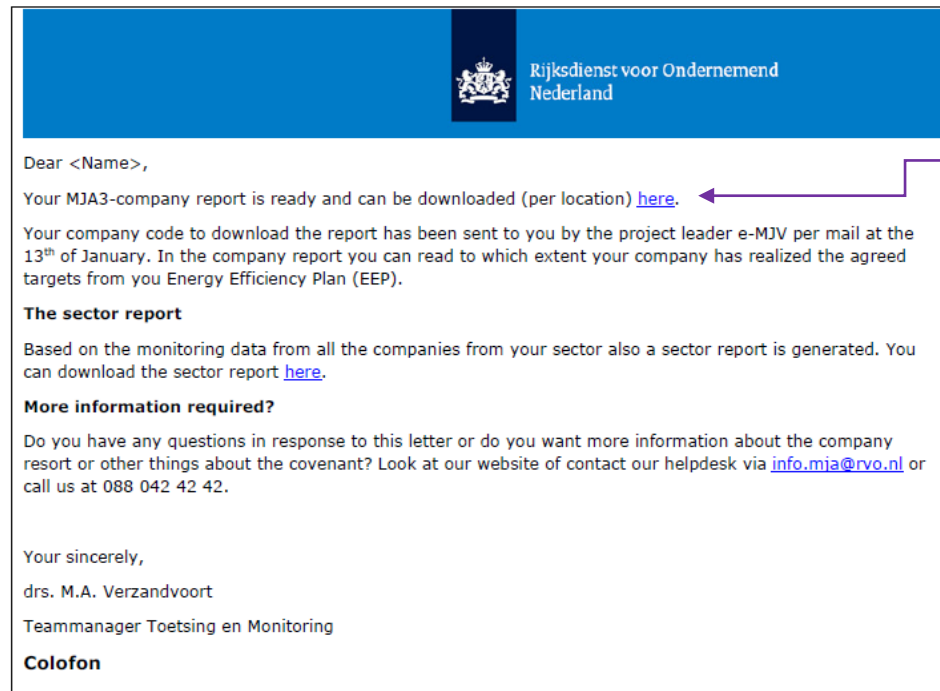 Rijksdienst voor Ondernemend
Nederland
Dear <Name>,
Your MJA3-company report is ready and can be downloaded (per location) here.
Your company code to download the report has been sent to you by the project leader e-MJV per mail at the
13th of January. In the company report you can read to which extent your company has realized the agreed
targets from you Energy Efficiency Plan (EEP).
The sector report
Based on the monitoring data from all the companies from your sector also a sector report is generated. You
can download the sector report here.
More information required?
Do you have any questions in response to this letter or do you want more information about the company
resort or other things about the covenant? Look at our website of contact our helpdesk via info.mja@rvo.nl or
call us at 088 042 42 42.
Your sincerely,
drs. M.A. Verzandvoort
Teammanager Toetsing en Monitoring
Colofon